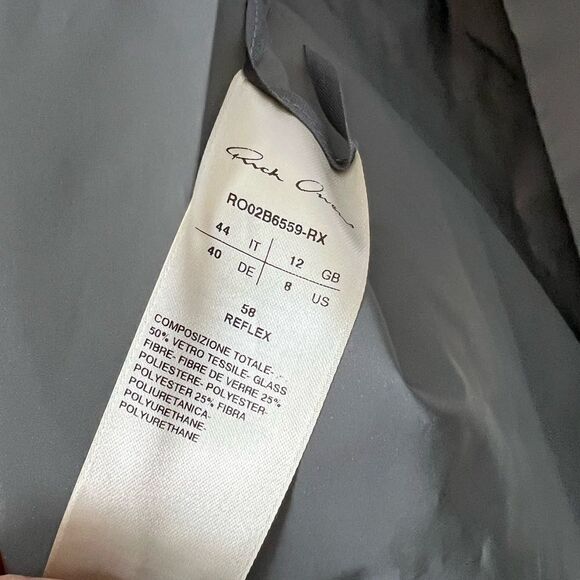 Rick Owens
RO02B6559-RX
44 IT 12 GB
40 DE 8 US
58
REFLEX
COMPOSIZIONE TOTALE-
50% VETRO TESSILE- GLASS
FIBRE- FIBRE DE VERRE 25%
POLIESTERE- POLYESTER-
POLYESTER 25% FIBRA
POLIURETANICA-
POLYURETHANE-
POLYURETHANE